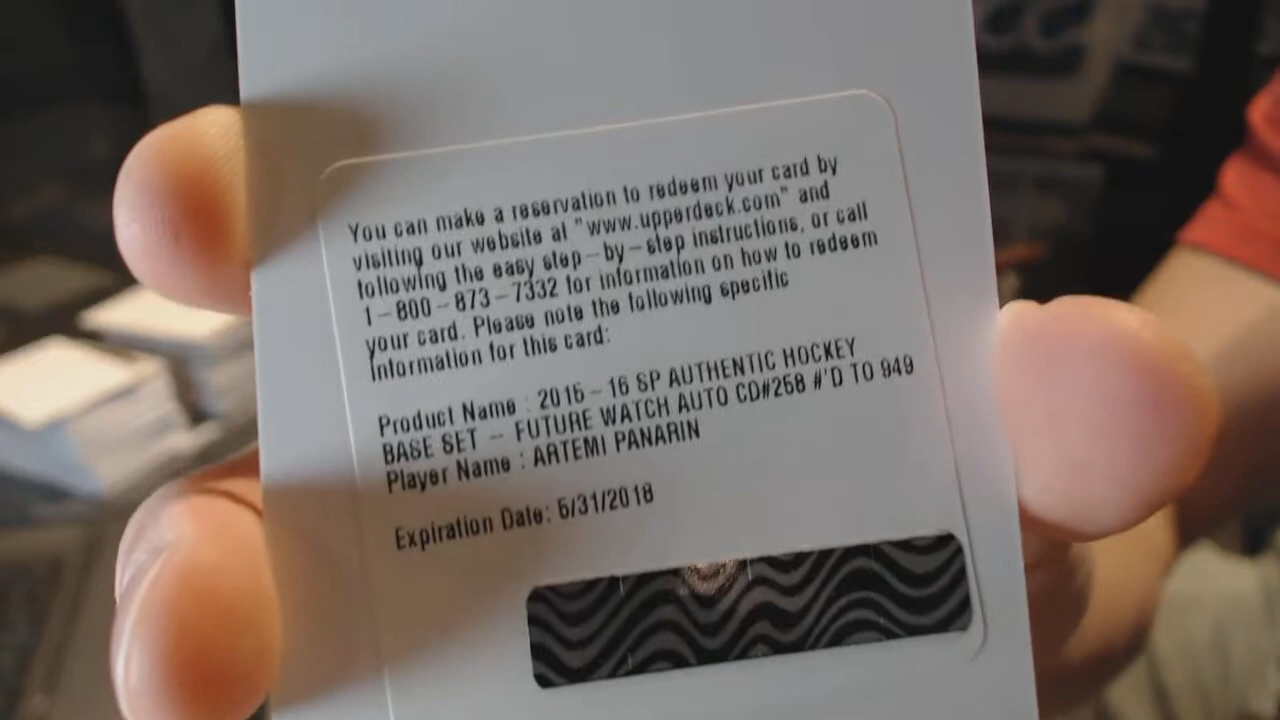 You can make a reservation to redeem your card by
visiting our website at "www.upperdeck.com" and
following the easy step-by-step instructions, or call
1-800-873-7332 for information on how to redeem
your card. Please note the following specific
information for this card:
Product Name : 2015-16 SP AUTHENTIC HOCKEY
BASE SET - FUTURE WATCH AUTO CD#258 #'D TO 949
Player Name : ARTEMI PANARIN
Expiration Date: 5/31/2018